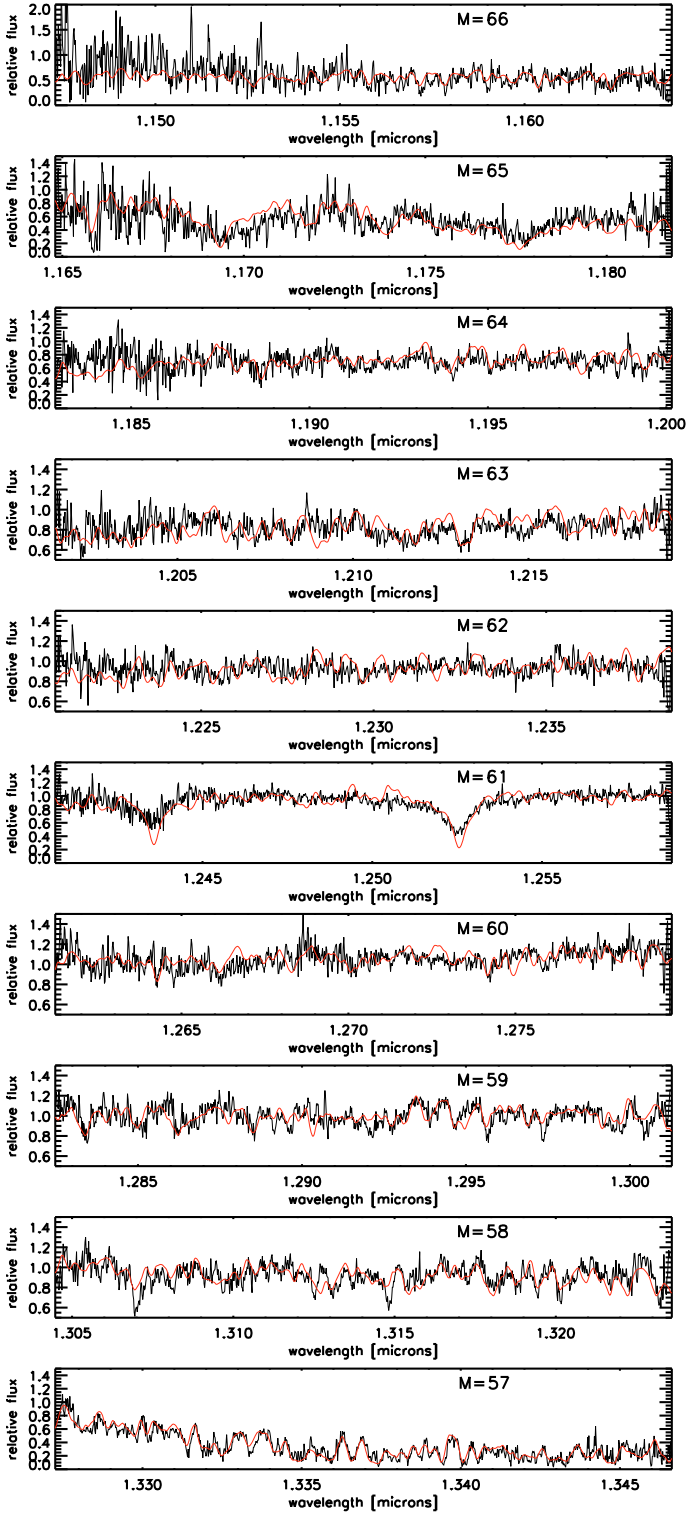 M=66
relative flux
2.0
1.5
1.0
0.5
0.0
1.150 1.155 1.160
wavelength [microns]
M=65
relative flux
1.4
1.2
1.0
0.8
0.6
0.4
0.2
0.0
1.165 1.170 1.175 1.180
wavelength [microns]
M=64
relative flux
1.4
1.2
1.0
0.8
0.6
0.4
0.2
0.0
1.185 1.190 1.195 1.200
wavelength [microns]
M=63
relative flux
1.4
1.2
1.0
0.8
0.6
1.205 1.210 1.215
wavelength [microns]
M=62
relative flux
1.4
1.2
1.0
0.8
0.6
1.225 1.230 1.235
wavelength [microns]
M=61
relative flux
1.4
1.2
1.0
0.8
0.6
0.4
0.2
0.0
1.245 1.250 1.255
wavelength [microns]
M=60
relative flux
1.4
1.2
1.0
0.8
0.6
1.265 1.270 1.275
wavelength [microns]
M=59
relative flux
1.4
1.2
1.0
0.8
0.6
1.285 1.290 1.295 1.300
wavelength [microns]
M=58
relative flux
1.4
1.2
1.0
0.8
0.6
1.305 1.310 1.315 1.320
wavelength [microns]
M=57
relative flux
1.4
1.2
1.0
0.8
0.6
0.4
0.2
0.0
1.330 1.335 1.340 1.345
wavelength [microns]